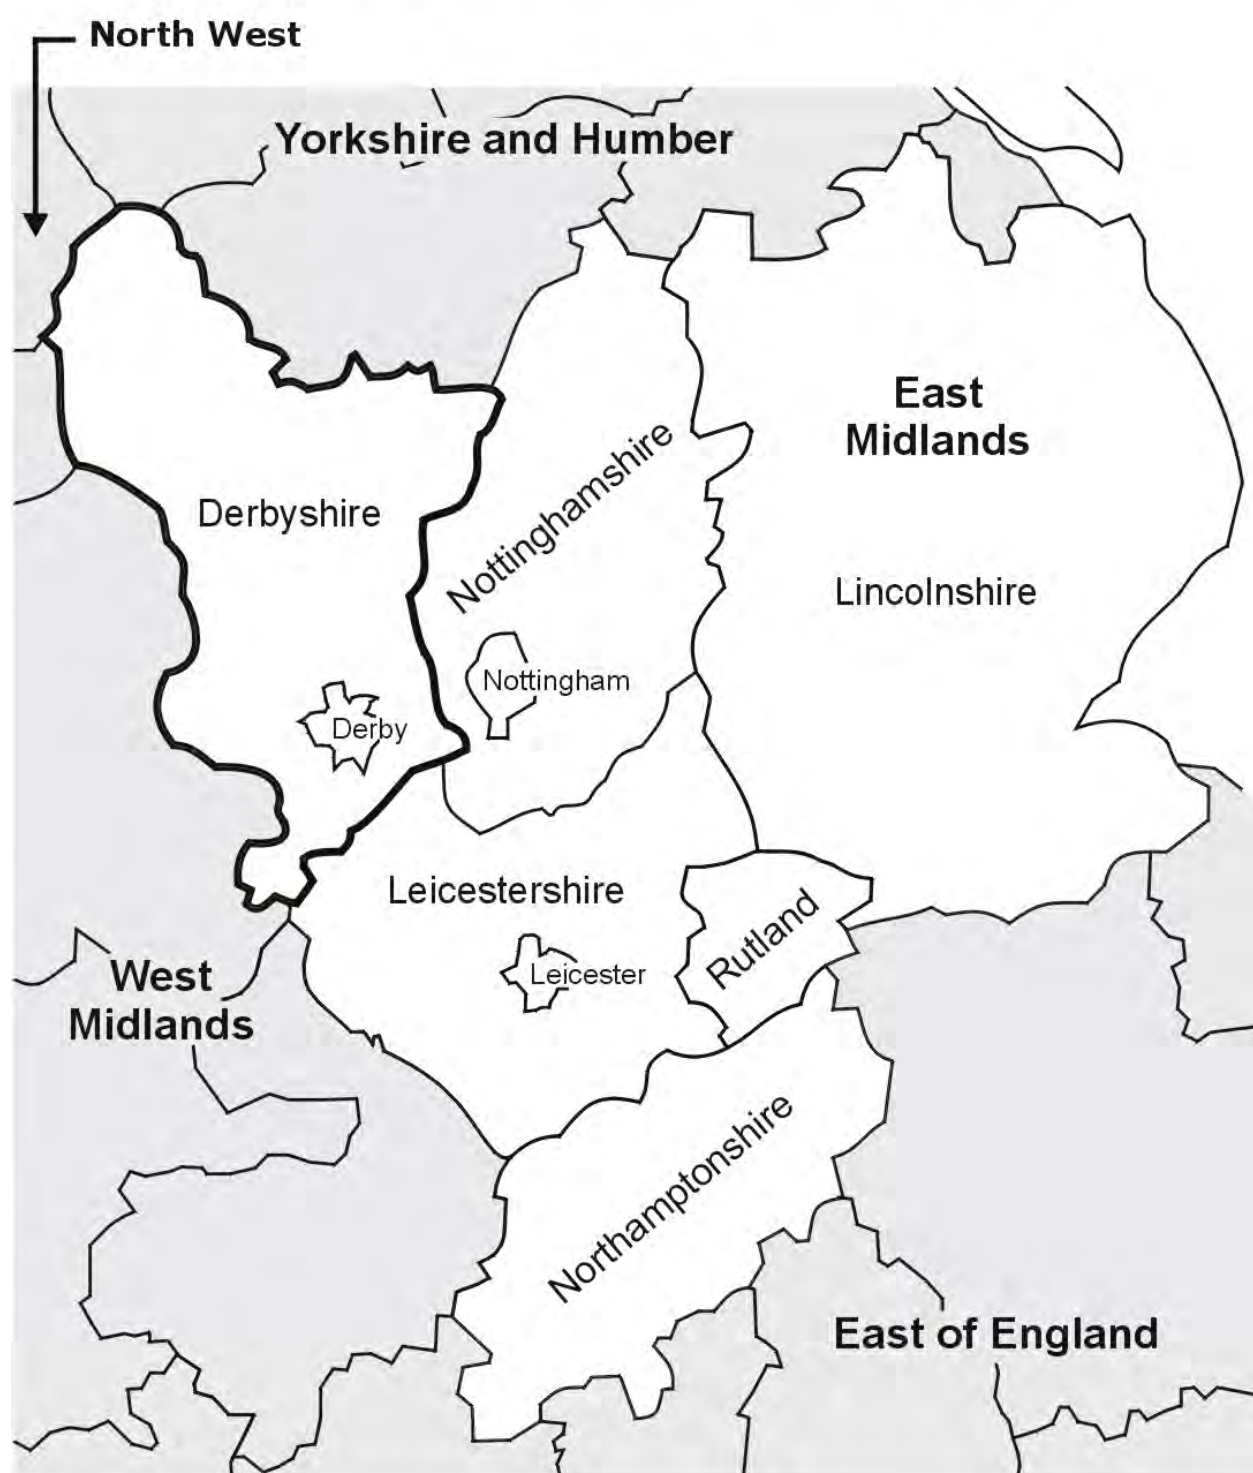 North West
Yorkshire and Humber
East
Midlands
Nottinghamshire
Derbyshire
Lincolnshire
Nottingham
Derby
Leicestershire
Rutland
Leicester
West
Midlands
Northamptonshire
East of England